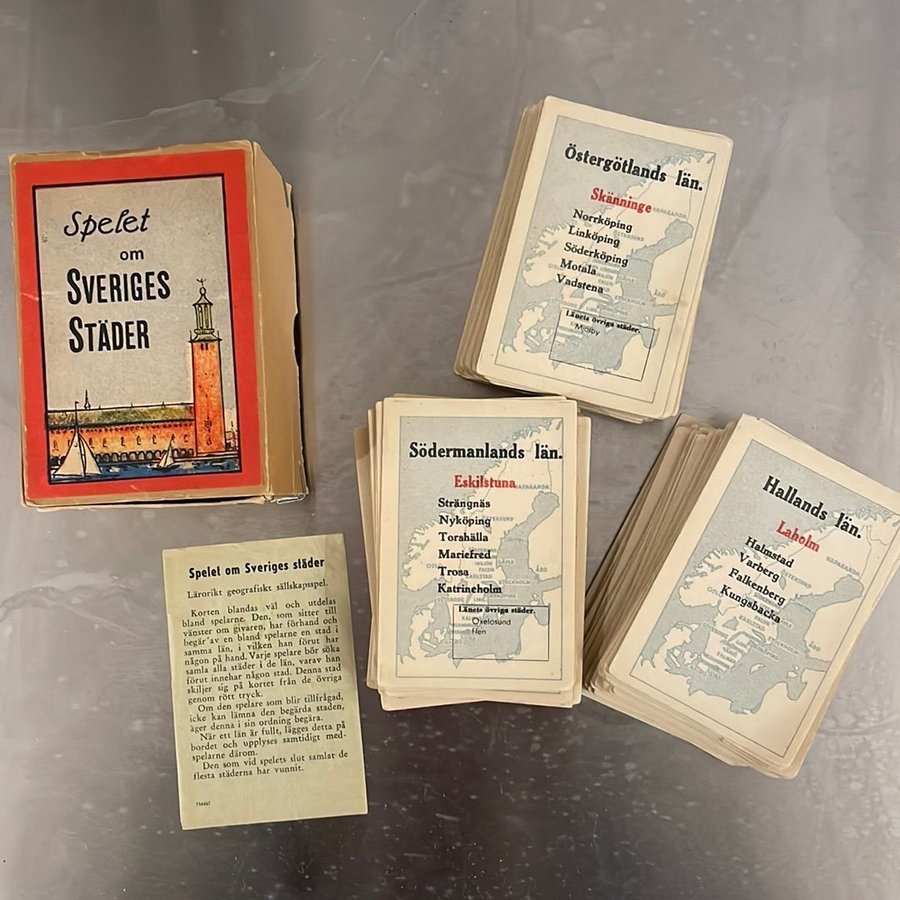 Spelet
om
SVERIGES
STÄDER
Östergötlands län.
Skänninge
Norrköping
Linköping
Söderköping
Motala
Vadstena
Länets övriga städer.
Mjölby
Södermanlands län.
Eskilstuna
Strängnäs
Nyköping
Torshälla
Mariefred
Trosa
Katrineholm
Länets övriga städer.
Oxelösund
Flen
Hallands län.
Laholm
Halmstad
Varberg
Falkenberg
Kungsbacka
Spelet om Sveriges städer
Lärorikt geografiskt sällskapsspel.
Korten blandas väl och utdelas
bland spelarne. Den, som sitter till
vänster om givaren, har förhand och
begär av en bland spelarne en stad i
samma län, i vilken han förut har
någon på hand. Varje spelare bör söka
samla alla städer i de län, varav han
förut innehar någon stad. Denna stad
skiljer sig på kortet från de övriga
genom rött tryck.
Om den spelare som blir tillfrågad,
icke kan lämna den begärda staden,
äger denna i sin ordning begära.
När ett län är fullt, lägges detta på
bordet och upplyses samtidigt med-
spelarne därom.
Den som vid spelets slut samlat de
flesta städerna har vunnit.